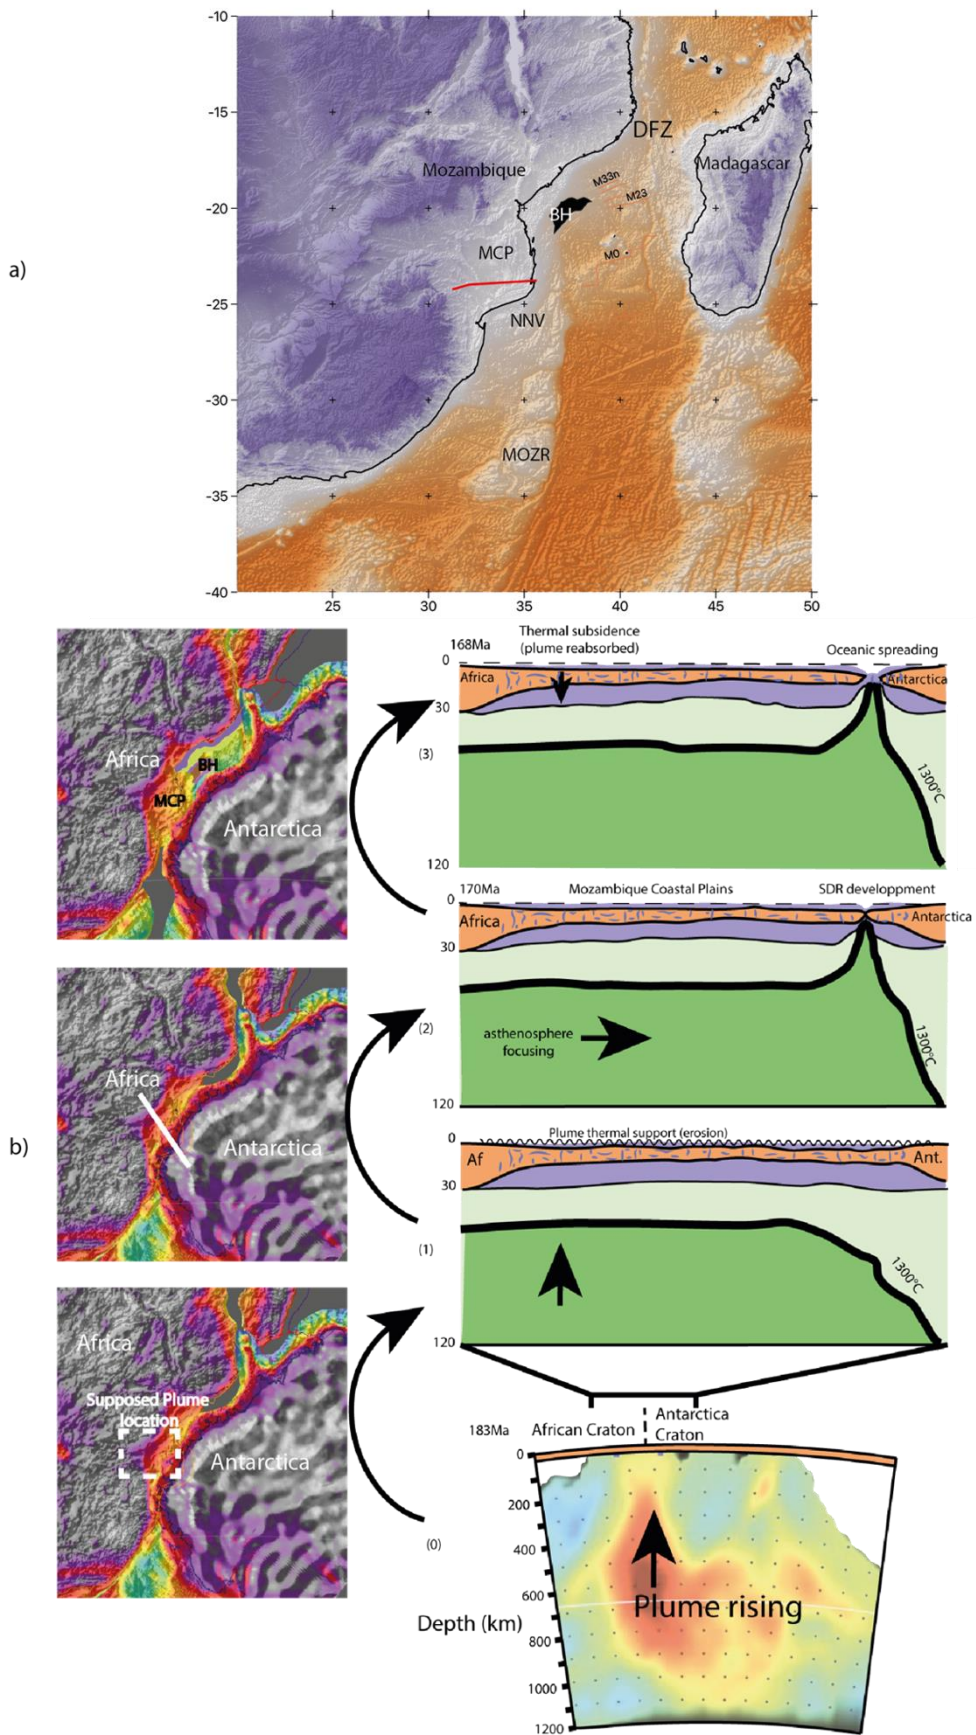 a)
-10
-15
-20
-25
-30
-35
-40
25
30
35
40
45
50
DFZ
Mozambique
Madagascar
M33n
M23
BH
MCP
M0
NNV
MOZR
b)
Africa
BH
MCP
Antarctica
(3)
168Ma
Thermal subsidence
(plume reabsorbed)
Oceanic spreading
0
Africa
Antarctica
30
1300°C
120
Africa
Antarctica
(2)
170Ma
Mozambique Coastal Plains
SDR developpment
0
Africa
Antarctica
30
asthenosphere
focusing
1300°C
120
Africa
Supposed Plume
location
Antarctica
(1)
Plume thermal support (erosion)
0
Af
Ant.
30
1300°C
120
(0)
183Ma
African Craton
Antarctica
Craton
0
200
400
600
800
1000
1200
Depth (km)
Plume rising